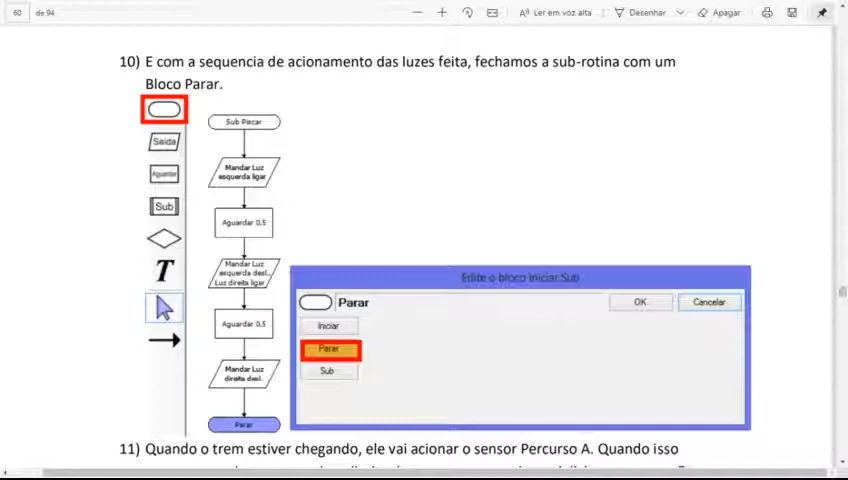 60 de 94 Ler em voz alta Desenhar Apagar
10) E com a sequencia de acionamento das luzes feita, fechamos a sub-rotina com um
Bloco Parar.
Saída
Aguardar
Sub
T
Sub Piscar
Mandar Luz
esquerda ligar
Aguardar 0,5
Mandar Luz
esquerda desl..
Luz direita ligar
Aguardar 0,5
Mandar Luz
direita desl.
Parar
Edite o bloco Iniciar Sub
Parar OK Cancelar
Iniciar
Parar
Sub
11) Quando o trem estiver chegando, ele vai acionar o sensor Percurso A. Quando isso